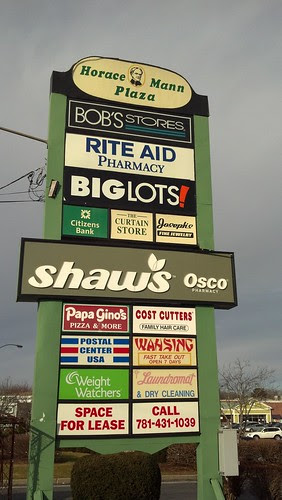 Horace Mann
Plaza
BOB'S STORES
RITE AID
PHARMACY
BIG LOTS!
Citizens
Bank
THE
CURTAIN
STORE
Josephs
FINE JEWELRY
shaw's
Osco
PHARMACY
Papa Gino's
PIZZA & MORE
COST CUTTERS
FAMILY HAIR CARE
POSTAL
CENTER
USA
WAHSING
FAST TAKE OUT
OPEN 7 DAYS
Weight
Watchers
Laundromat
& DRY CLEANING
SPACE
FOR LEASE
CALL
781-431-1039